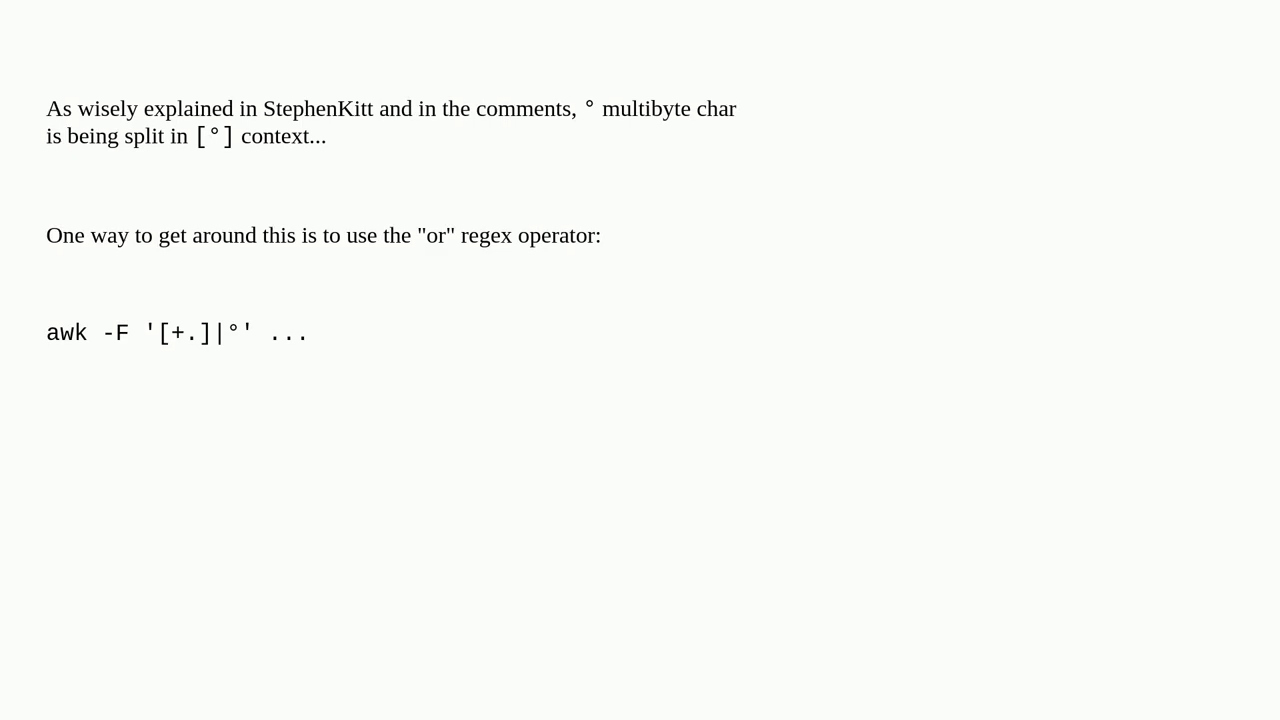 As wisely explained in StephenKitt and in the comments, ° multibyte char
is being split in [°] context...
One way to get around this is to use the "or" regex operator:
awk -F '[+.]|°' ...